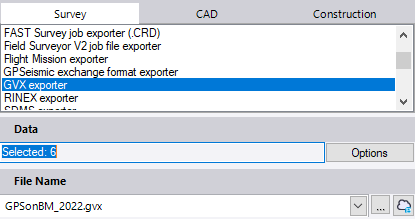 Survey CAD Construction
FAST Survey job exporter (.CRD)
Field Surveyor V2 job file exporter
Flight Mission exporter
GPSeismic exchange format exporter
GVX exporter
RINEX exporter
SDMS exporter
Data
Selected: 6
Options
File Name
GPSonBM_2022.gvx
...